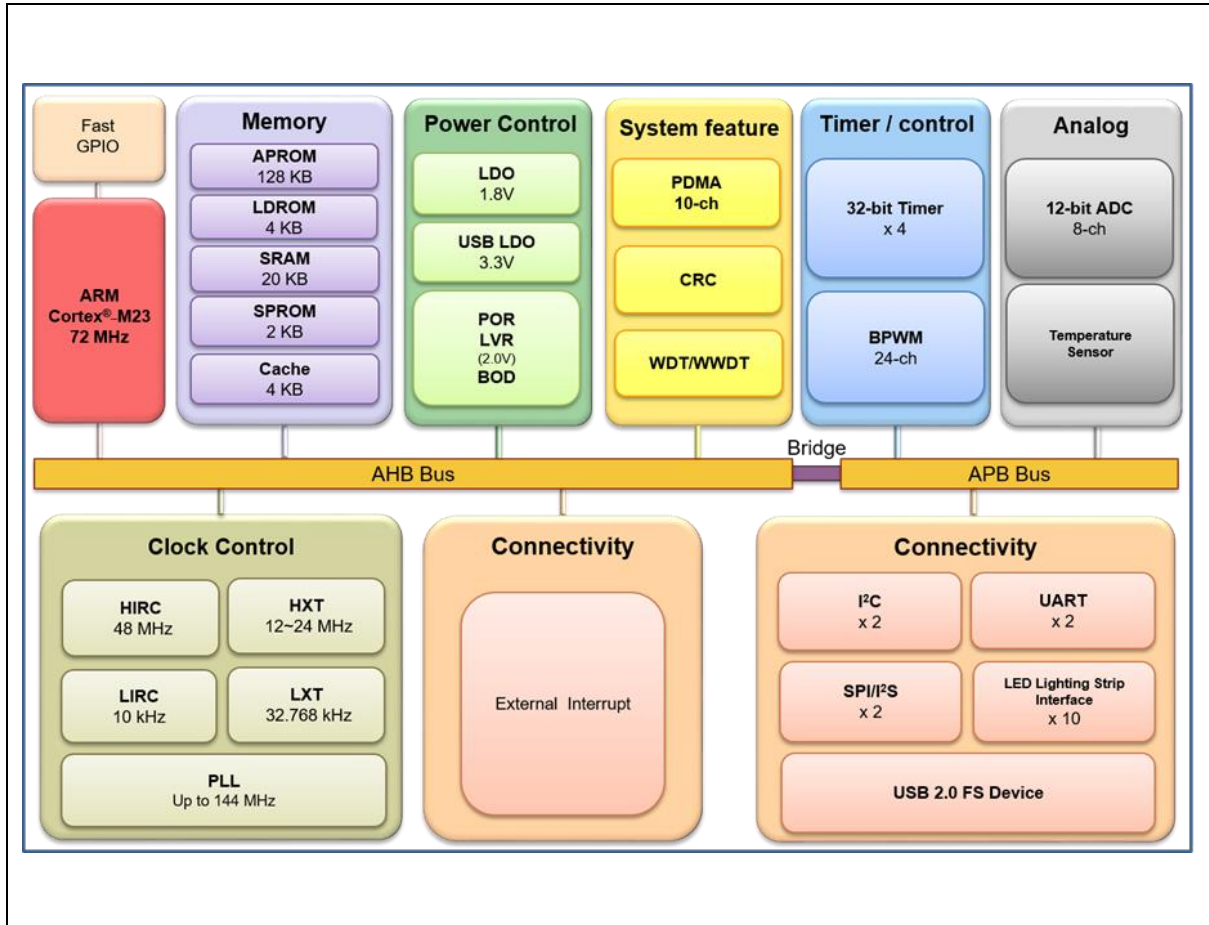 Fast
GPIO
ARM
Cortex®-M23
72 MHz
Memory
APROM
128 KB
LDROM
4 KB
SRAM
20 KB
SPROM
2 KB
Cache
4 KB
Power Control
LDO
1.8V
USB LDO
3.3V
POR
LVR
(2.0V)
BOD
System feature
PDMA
10-ch
CRC
WDT/WWDT
Timer / control
32-bit Timer
x 4
BPWM
24-ch
Analog
12-bit ADC
8-ch
Temperature
Sensor
AHB Bus
Bridge
APB Bus
Clock Control
HIRC
48 MHz
HXT
12~24 MHz
LIRC
10 kHz
LXT
32.768 kHz
PLL
Up to 144 MHz
Connectivity
External Interrupt
Connectivity
I²C
x 2
UART
x 2
SPI/I²S
x 2
LED Lighting Strip
Interface
x 10
USB 2.0 FS Device